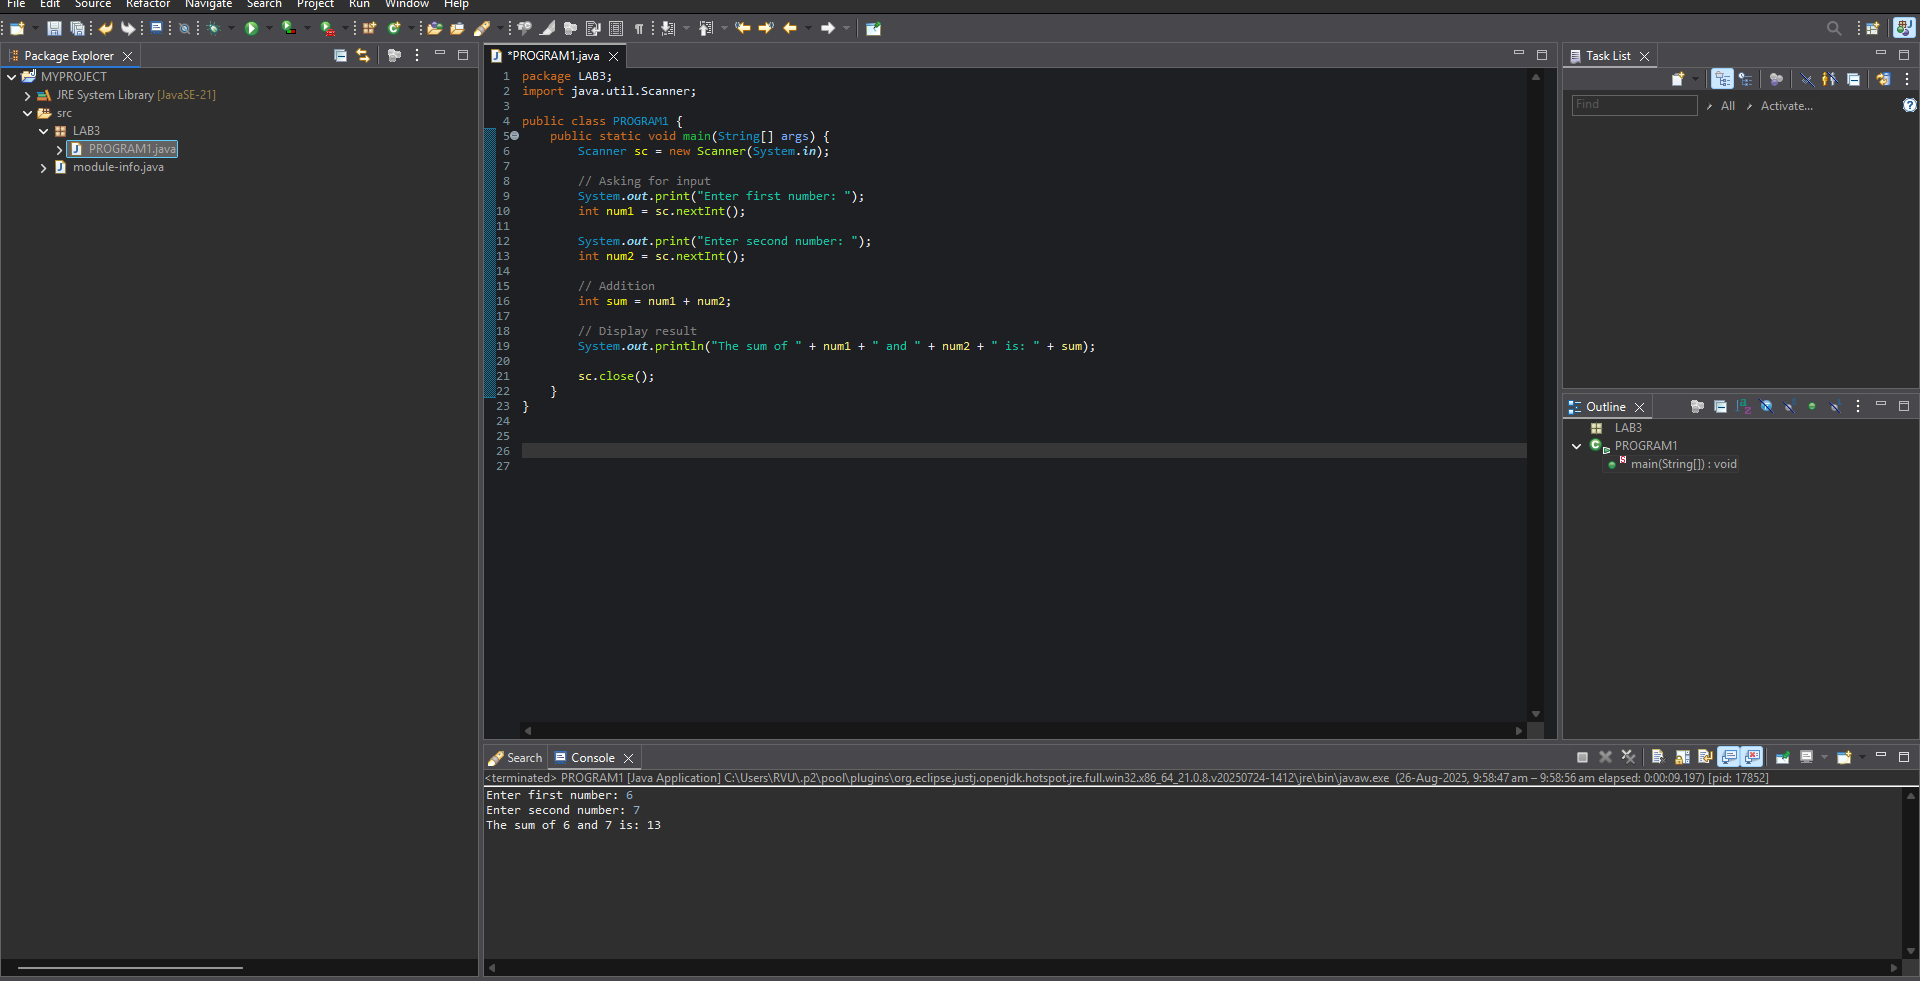 File Edit Source Refactor Navigate Search Project Run Window Help
Package Explorer
MYPROJECT
JRE System Library [JavaSE-21]
src
LAB3
PROGRAM1.java
module-info.java
*PROGRAM1.java
1 package LAB3;
2 import java.util.Scanner;
3
4 public class PROGRAM1 {
5     public static void main(String[] args) {
6         Scanner sc = new Scanner(System.in);
7
8         // Asking for input
9         System.out.print("Enter first number: ");
10         int num1 = sc.nextInt();
11
12         System.out.print("Enter second number: ");
13         int num2 = sc.nextInt();
14
15         // Addition
16         int sum = num1 + num2;
17
18         // Display result
19         System.out.println("The sum of " + num1 + " and " + num2 + " is: " + sum);
20
21         sc.close();
22     }
23 }
24
25
26
27
Task List
Find All Activate...
Outline
LAB3
PROGRAM1
main(String[]) : void
Search Console
<terminated> PROGRAM1 [Java Application] C:\Users\RVU\.p2\pool\plugins\org.eclipse.justj.openjdk.hotspot.jre.full.win32.x86_64_21.0.8.v20250724-1412\jre\bin\javaw.exe (26-Aug-2025, 9:58:47 am – 9:58:56 am elapsed: 0:00:09.197) [pid: 17852]
Enter first number: 6
Enter second number: 7
The sum of 6 and 7 is: 13